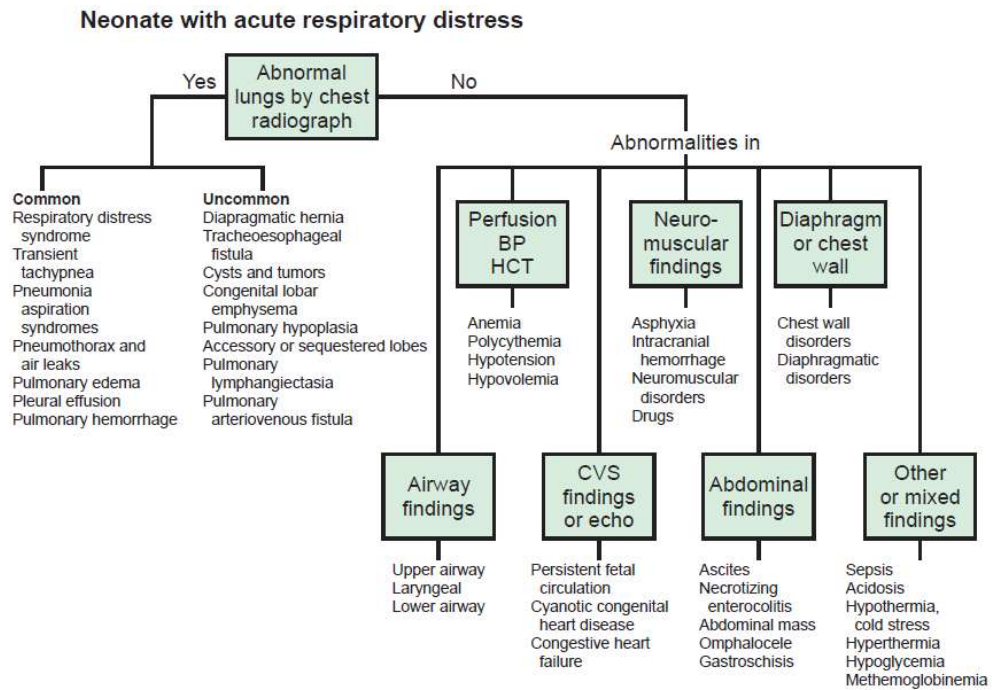 Neonate with acute respiratory distress
Yes
Abnormal
lungs by chest
radiograph
No
Abnormalities in
Common
Respiratory distress
syndrome
Transient
tachypnea
Pneumonia
aspiration
syndromes
Pneumothorax and
air leaks
Pulmonary edema
Pleural effusion
Pulmonary hemorrhage
Uncommon
Diapragmatic hernia
Tracheoesophageal
fistula
Cysts and tumors
Congenital lobar
emphysema
Pulmonary hypoplasia
Accessory or sequestered lobes
Pulmonary
lymphangiectasia
Pulmonary
arteriovenous fistula
Perfusion
BP
HCT
Anemia
Polycythemia
Hypotension
Hypovolemia
Neuro-
muscular
findings
Asphyxia
Intracranial
hemorrhage
Neuromuscular
disorders
Drugs
Diaphragm
or chest
wall
Chest wall
disorders
Diaphragmatic
disorders
Airway
findings
Upper airway
Laryngeal
Lower airway
CVS
findings
or echo
Persistent fetal
circulation
Cyanotic congenital
heart disease
Congestive heart
failure
Abdominal
findings
Ascites
Necrotizing
enterocolitis
Abdominal mass
Omphalocele
Gastroschisis
Other
or mixed
findings
Sepsis
Acidosis
Hypothermia,
cold stress
Hyperthermia
Hypoglycemia
Methemoglobinemia